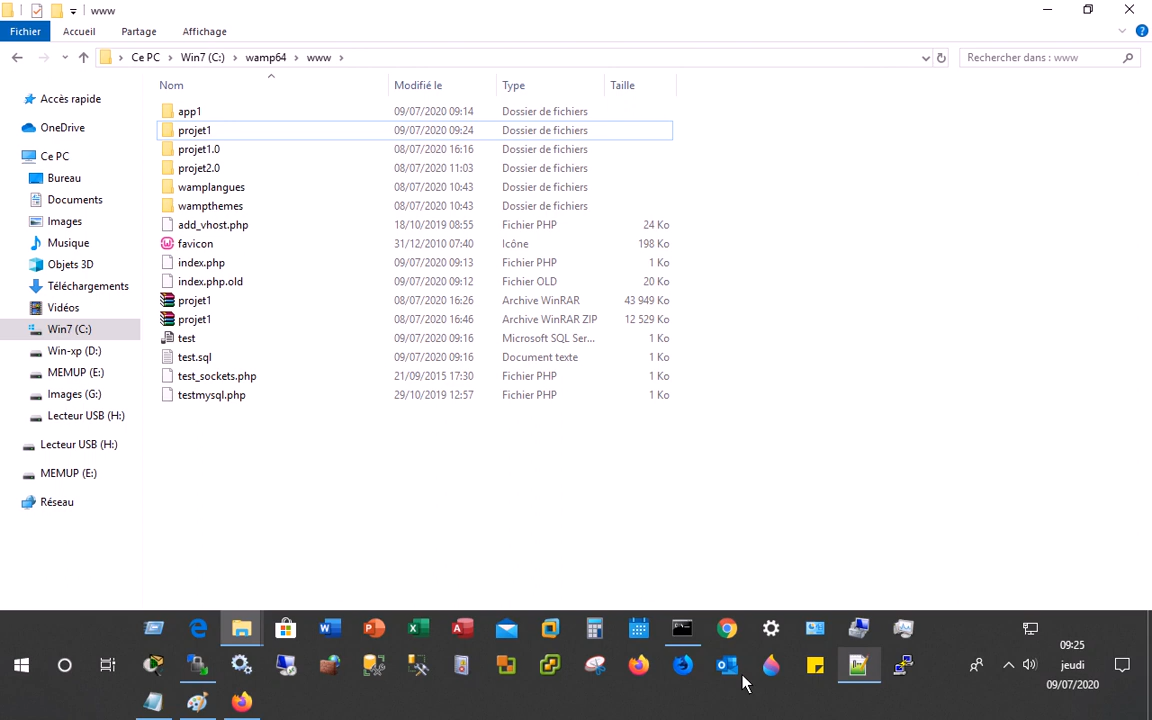 www
Fichier Accueil Partage Affichage
Ce PC > Win7 (C:) > wamp64 > www >
Rechercher dans : www
Nom Modifié le Type Taille
Accès rapide
OneDrive
Ce PC
Bureau
Documents
Images
Musique
Objets 3D
Téléchargements
Vidéos
Win7 (C:)
Win-xp (D:)
MEMUP (E:)
Images (G:)
Lecteur USB (H:)
Lecteur USB (H:)
MEMUP (E:)
Réseau
app1 09/07/2020 09:14 Dossier de fichiers
projet1 09/07/2020 09:24 Dossier de fichiers
projet1.0 08/07/2020 16:16 Dossier de fichiers
projet2.0 08/07/2020 11:03 Dossier de fichiers
wamplangues 08/07/2020 10:43 Dossier de fichiers
wampthemes 08/07/2020 10:43 Dossier de fichiers
add_vhost.php 18/10/2019 08:55 Fichier PHP 24 Ko
favicon 31/12/2010 07:40 Icône 198 Ko
index.php 09/07/2020 09:13 Fichier PHP 1 Ko
index.php.old 09/07/2020 09:12 Fichier OLD 20 Ko
projet1 08/07/2020 16:26 Archive WinRAR 43 949 Ko
projet1 08/07/2020 16:46 Archive WinRAR ZIP 12 529 Ko
test 09/07/2020 09:16 Microsoft SQL Ser... 1 Ko
test.sql 09/07/2020 09:16 Document texte 1 Ko
test_sockets.php 21/09/2015 17:30 Fichier PHP 1 Ko
testmysql.php 29/10/2019 12:57 Fichier PHP 1 Ko
09:25
jeudi
09/07/2020